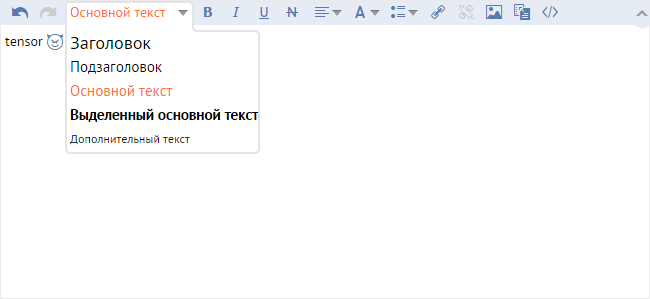 Основной текст B I U N A
tensor
Заголовок
Подзаголовок
Основной текст
Выделенный основной текст
Дополнительный текст